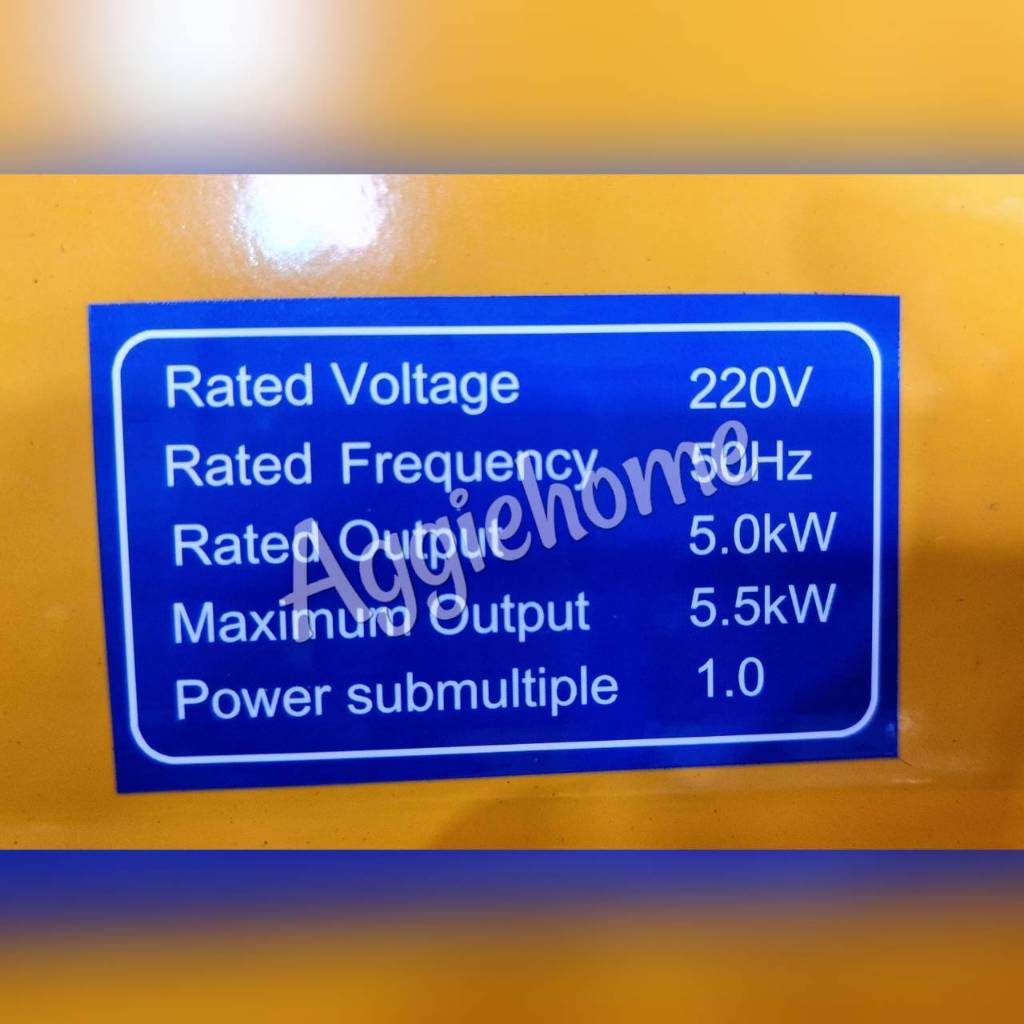 Rated Voltage 220V
Rated Frequency 50Hz
Rated Output 5.0kW
Maximum Output 5.5kW
Power submultiple 1.0
Aggiehome